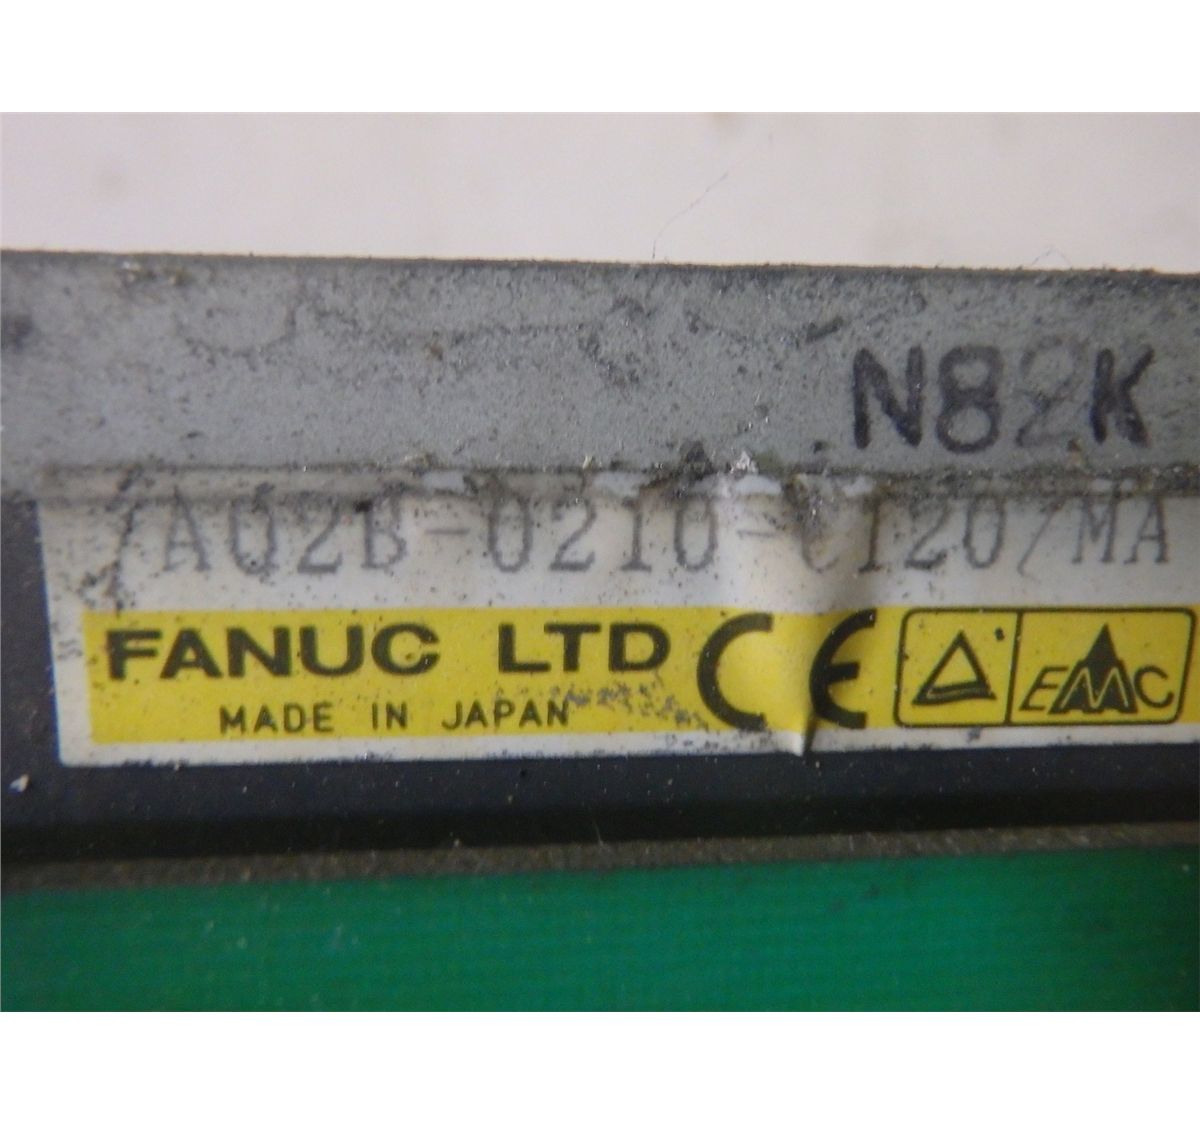 N82K
A02B-0210-C120/MA
FANUC LTD CE EMC
MADE IN JAPAN